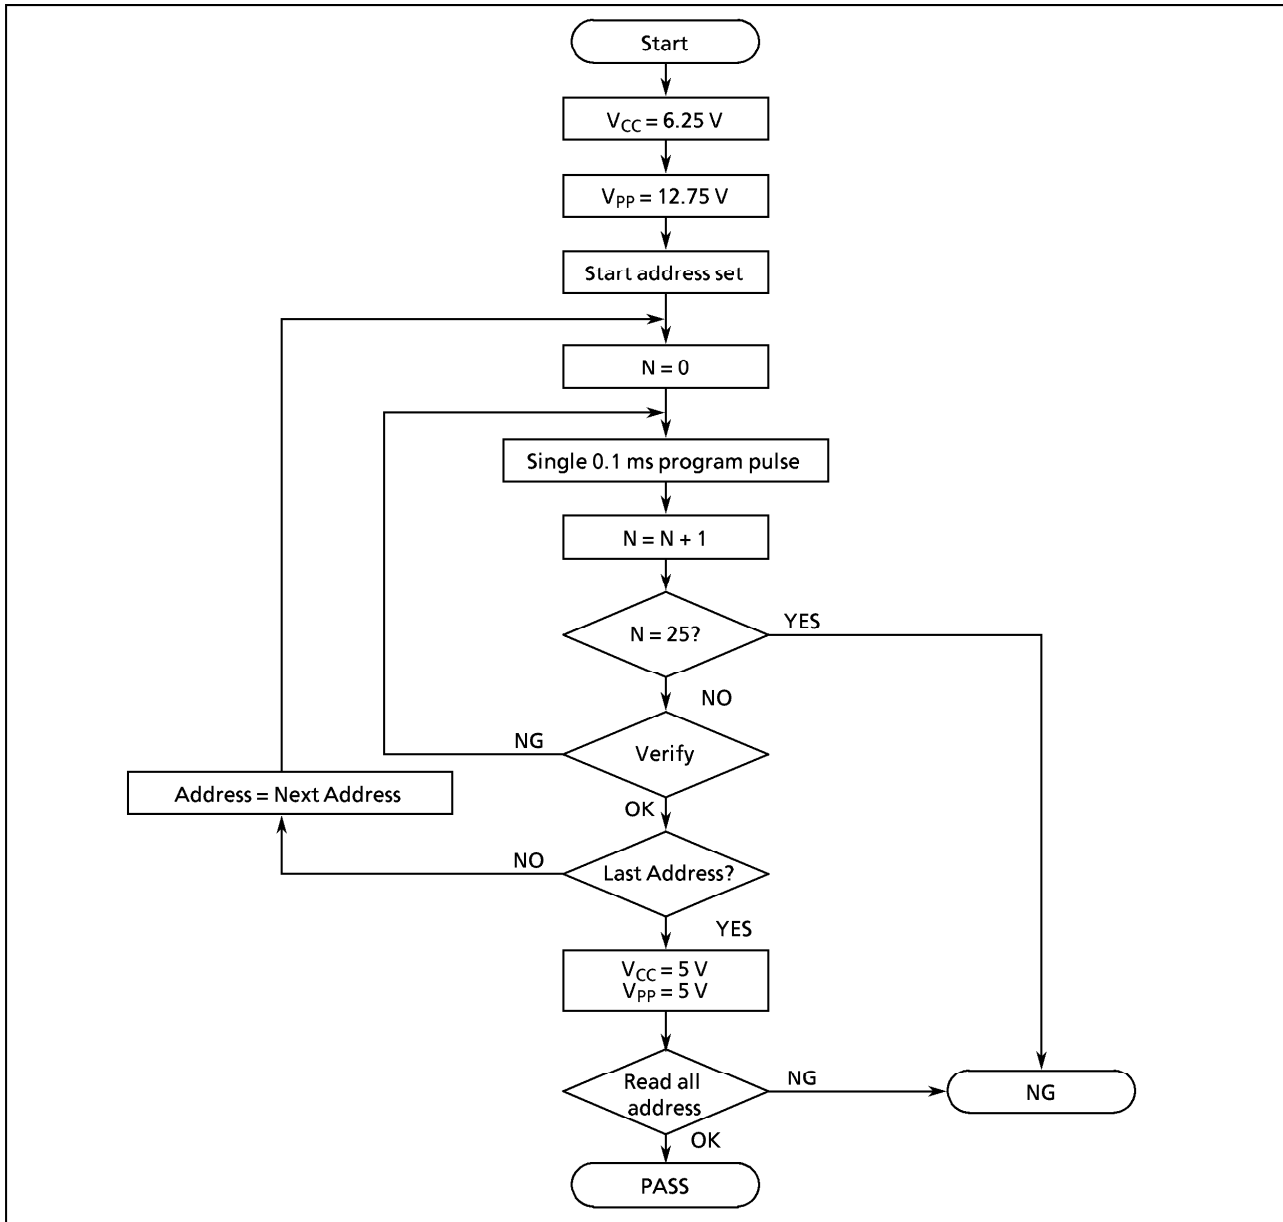 Start
VCC = 6.25 V
VPP = 12.75 V
Start address set
N = 0
Single 0.1 ms program pulse
N = N + 1
N = 25?
YES
NO
Verify
NG
OK
Address = Next Address
Last Address?
NO
YES
VCC = 5 V
VPP = 5 V
Read all
address
NG
NG
OK
PASS